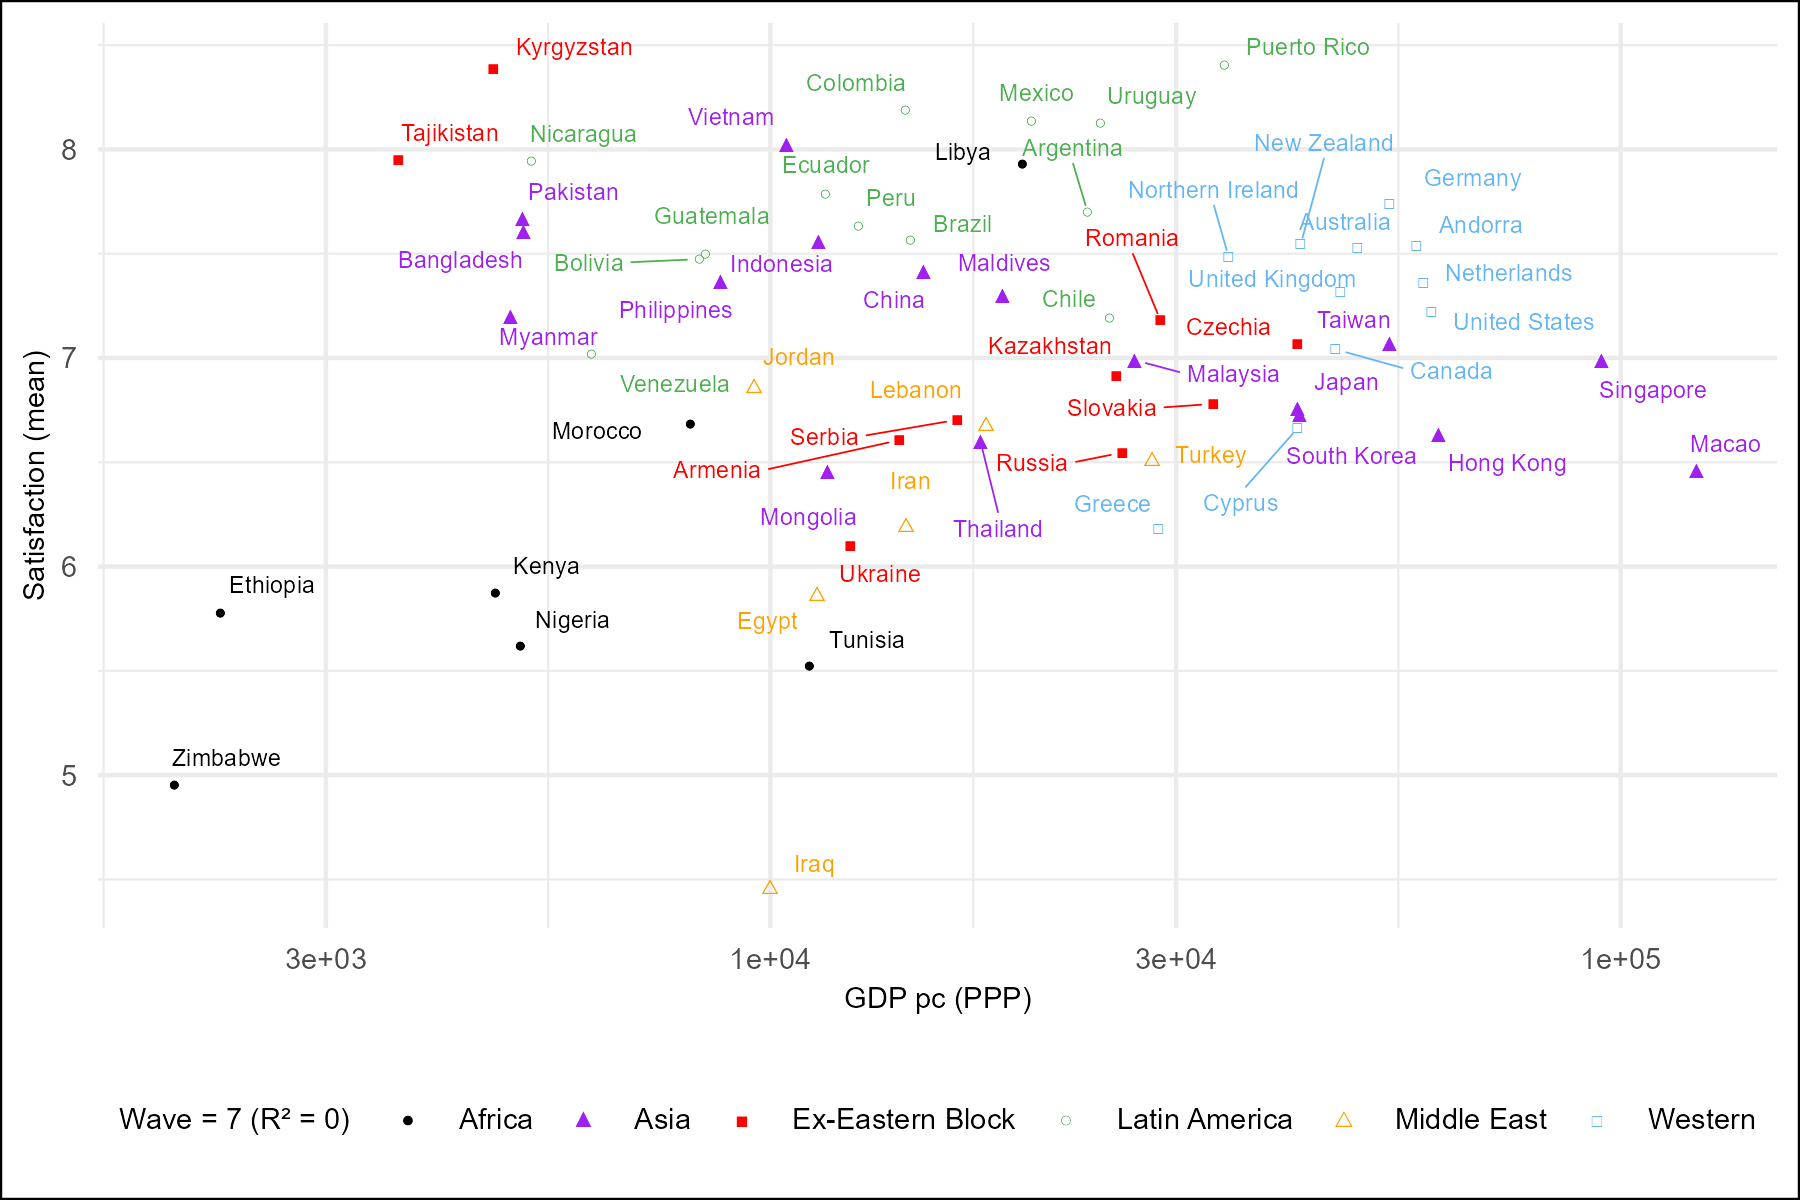 Kyrgyzstan
Puerto Rico
Colombia
Mexico
Uruguay
Vietnam
Tajikistan
Nicaragua
New Zealand
Libya
Argentina
Ecuador
Germany
Pakistan
Northern Ireland
Peru
Guatemala
Australia
Brazil
Andorra
Romania
Bangladesh
Bolivia
Indonesia
Maldives
Netherlands
United Kingdom
China
Chile
Philippines
Taiwan
United States
Czechia
Myanmar
Kazakhstan
Jordan
Canada
Malaysia
Japan
Venezuela
Lebanon
Singapore
Slovakia
Morocco
Serbia
Macao
Turkey
South Korea
Russia
Hong Kong
Armenia
Iran
Cyprus
Greece
Mongolia
Thailand
Kenya
Ukraine
Ethiopia
Nigeria
Egypt
Tunisia
Zimbabwe
Iraq
8
7
6
5
Satisfaction (mean)
3e+03 1e+04 3e+04 1e+05
GDP pc (PPP)
Wave = 7 (R² = 0) Africa Asia Ex-Eastern Block Latin America Middle East Western